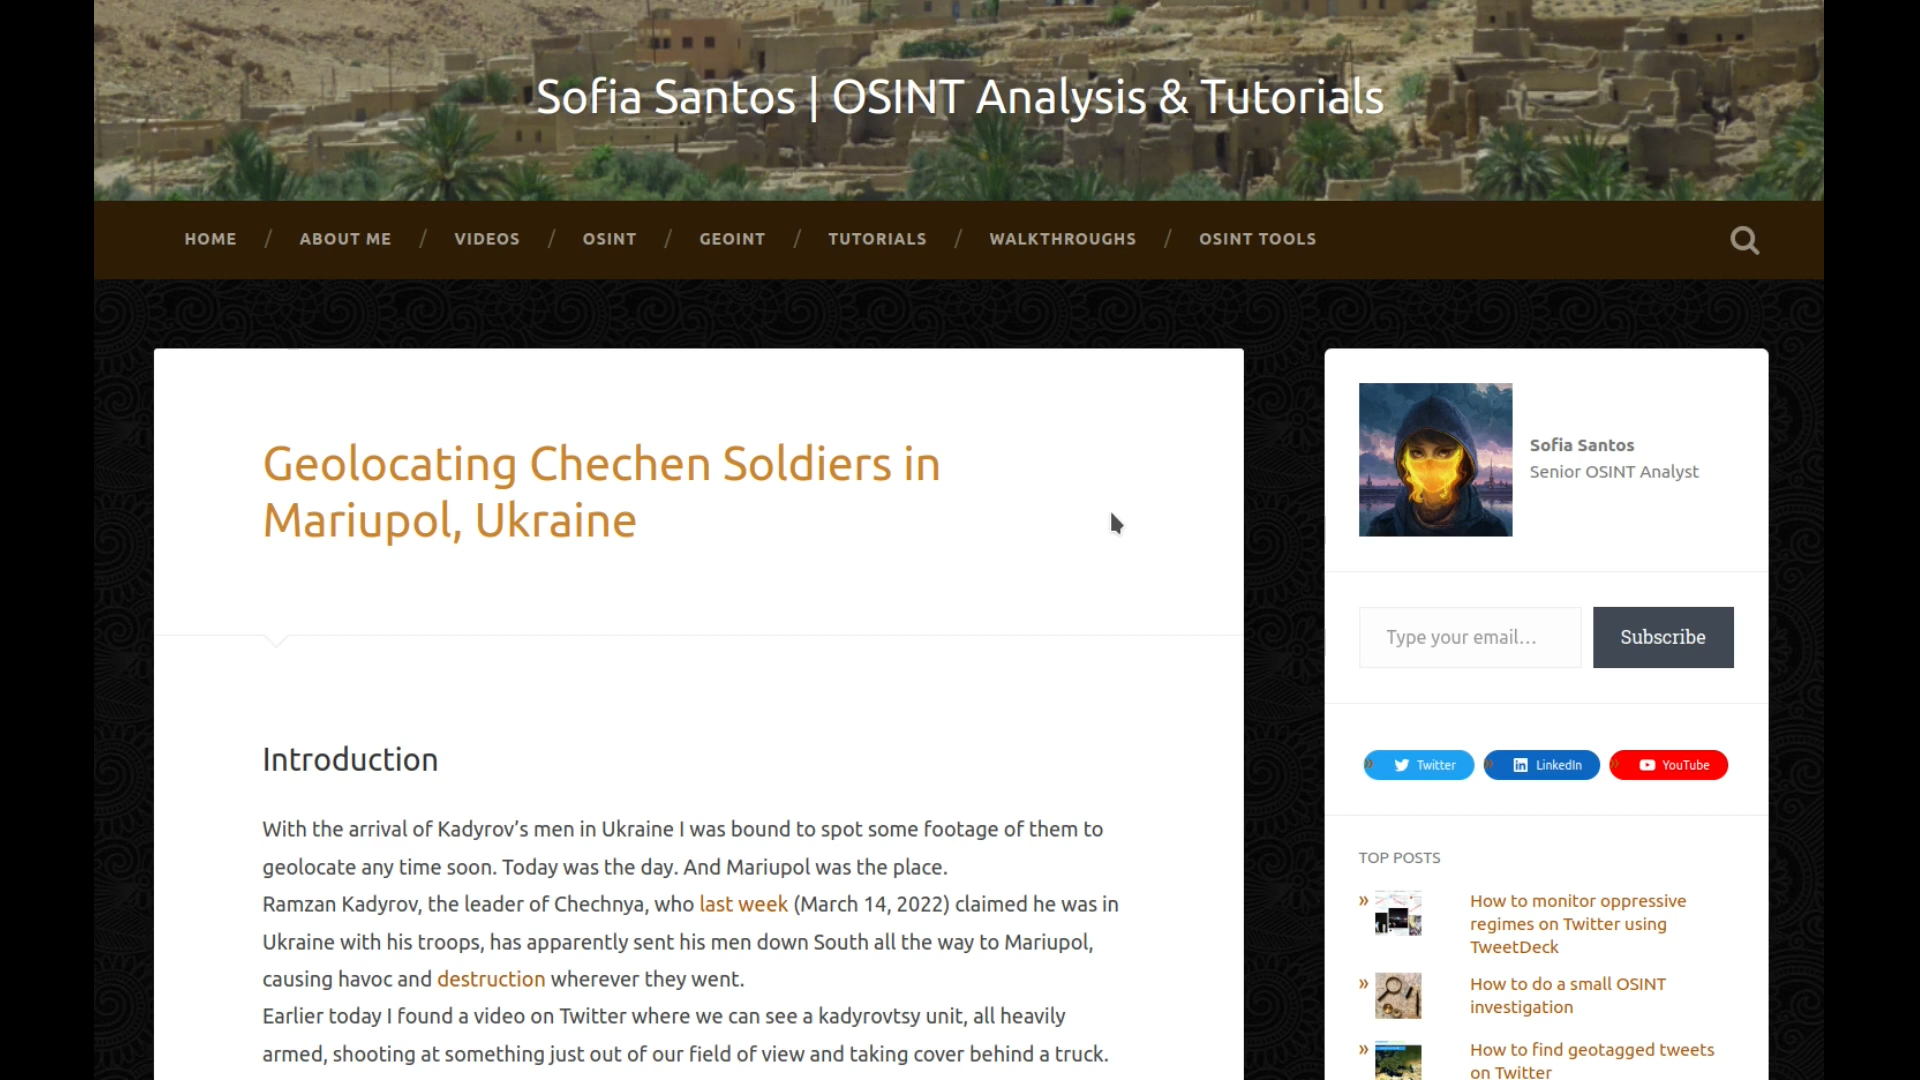 Sofia Santos | OSINT Analysis & Tutorials
HOME / ABOUT ME / VIDEOS / OSINT / GEOINT / TUTORIALS / WALKTHROUGHS / OSINT TOOLS
Geolocating Chechen Soldiers in
Mariupol, Ukraine
Introduction
With the arrival of Kadyrov’s men in Ukraine I was bound to spot some footage of them to
geolocate any time soon. Today was the day. And Mariupol was the place.
Ramzan Kadyrov, the leader of Chechnya, who last week (March 14, 2022) claimed he was in
Ukraine with his troops, has apparently sent his men down South all the way to Mariupol,
causing havoc and destruction wherever they went.
Earlier today I found a video on Twitter where we can see a kadyrovtsy unit, all heavily
armed, shooting at something just out of our field of view and taking cover behind a truck.
Sofia Santos
Senior OSINT Analyst
Type your email…
Subscribe
Twitter
LinkedIn
YouTube
TOP POSTS
» How to monitor oppressive
regimes on Twitter using
TweetDeck
» How to do a small OSINT
investigation
» How to find geotagged tweets
on Twitter